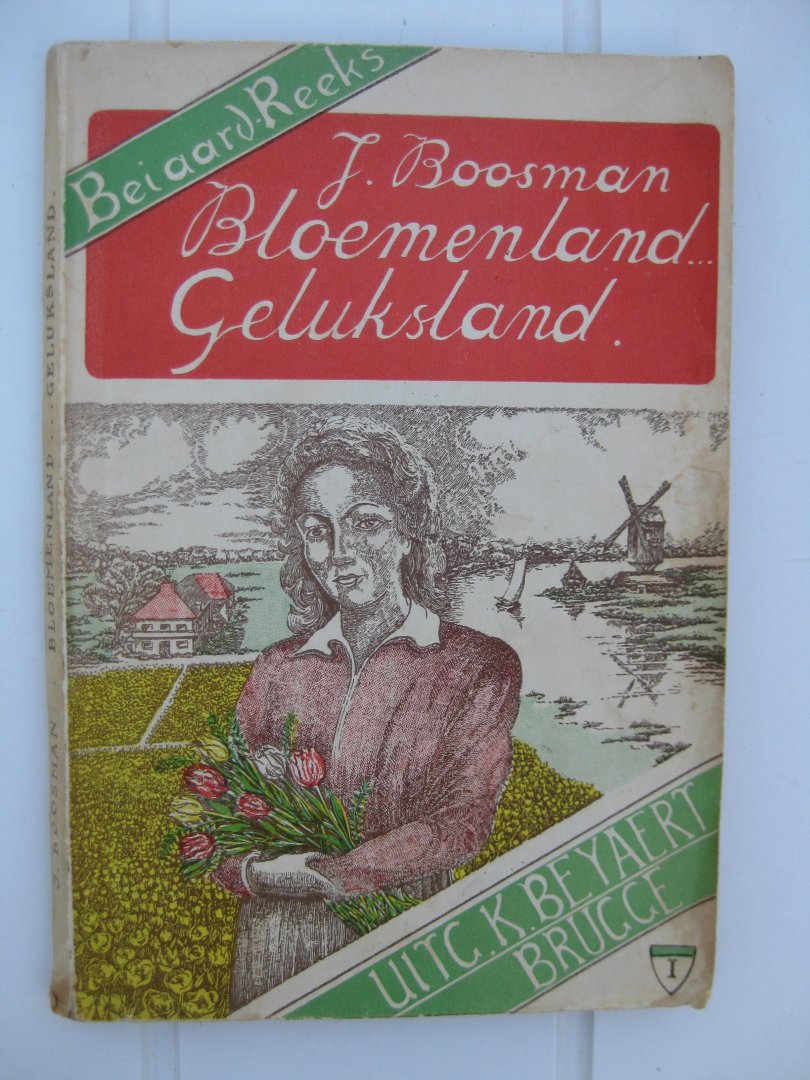 Beiaard-Reeks
J. Boosman
Bloemenland...
Geluksland.
J. BOOSMAN : BLOEMENLAND ... GELUKSLAND.
UITG. K. BEYAERT
BRUGGE
I